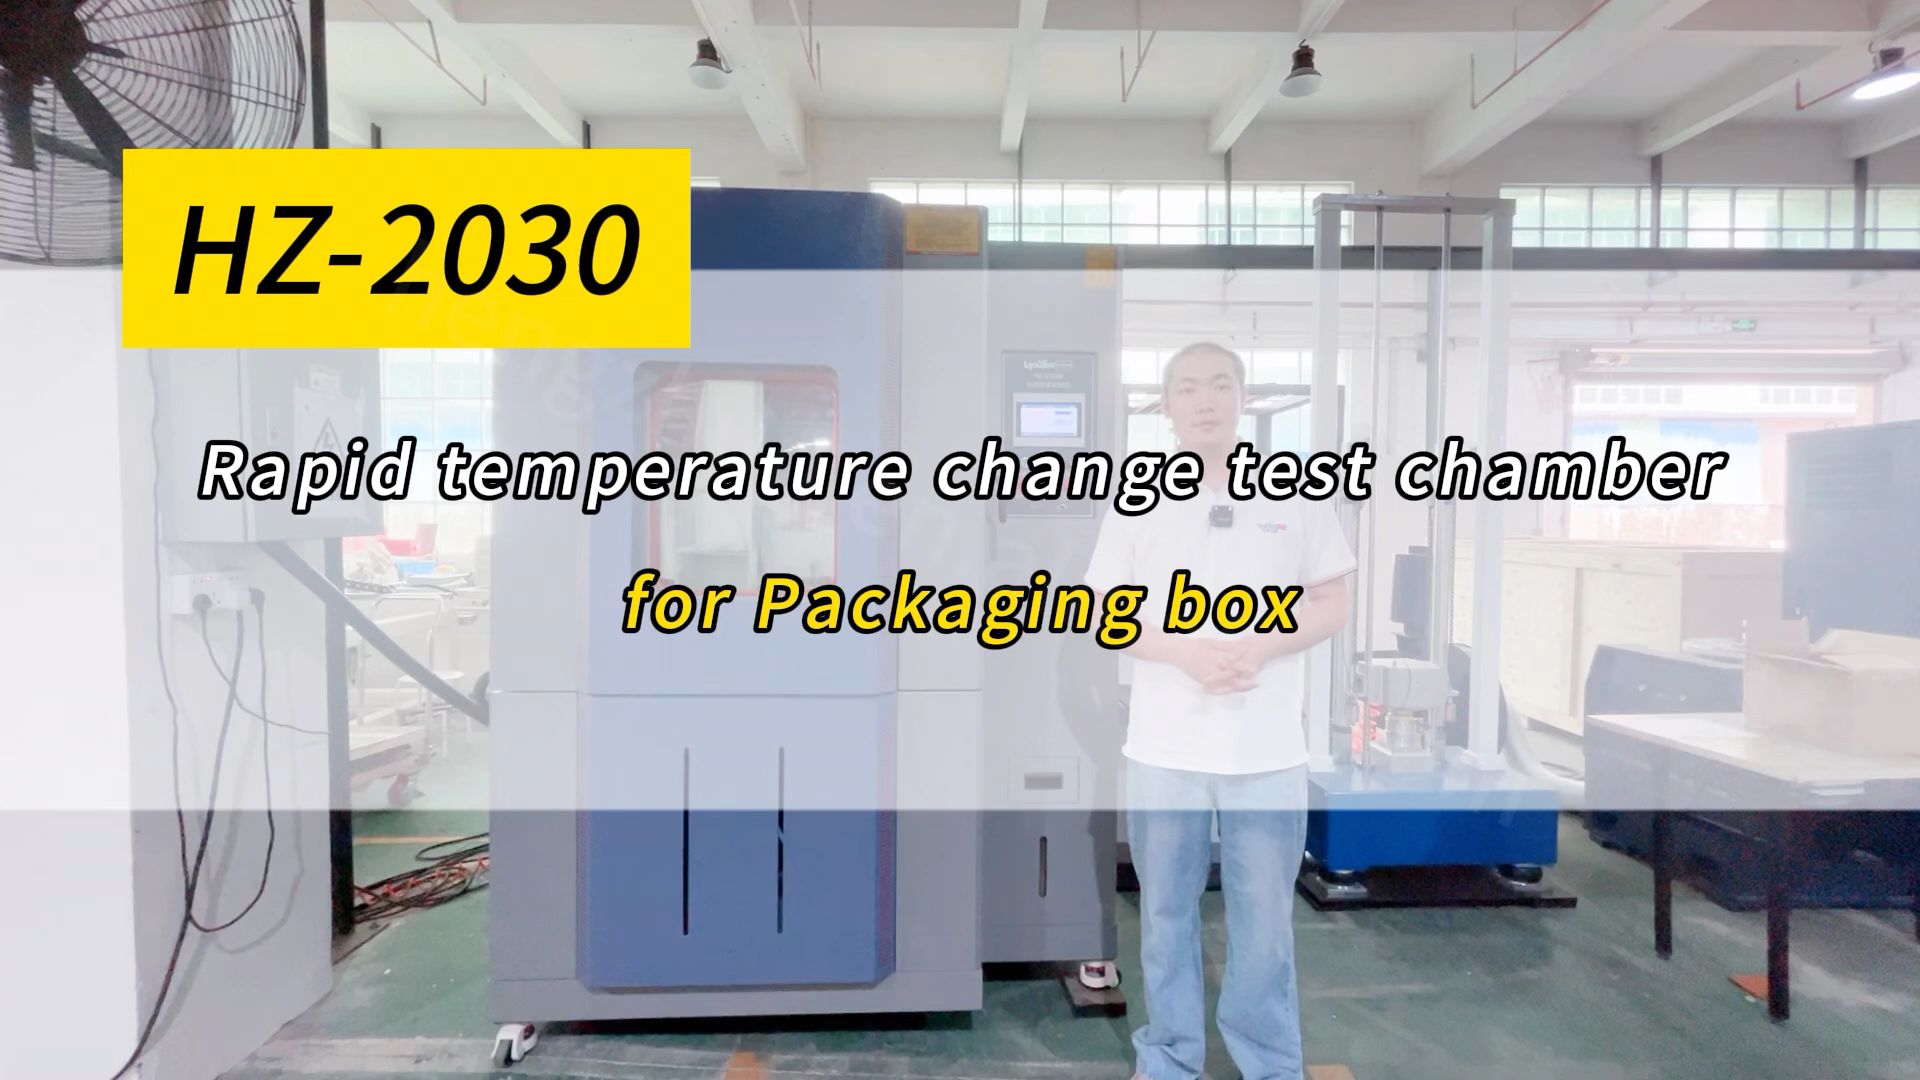 HZ-2030
Rapid temperature change test chamber
for Packaging box